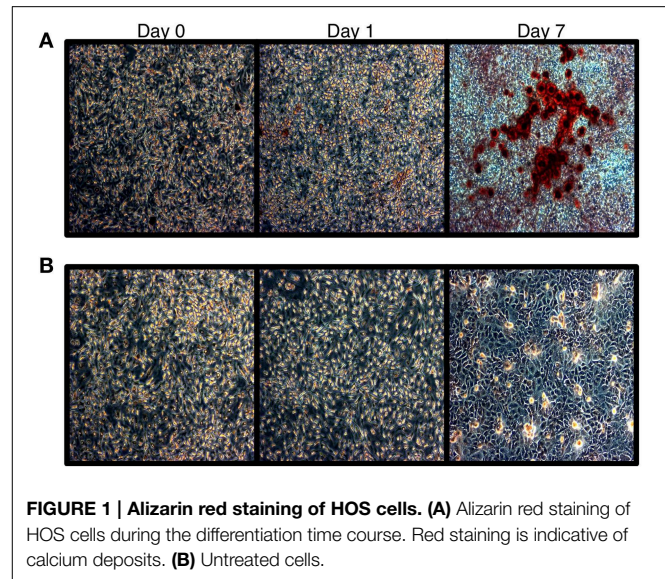 Day 0 Day 1 Day 7
A
B
FIGURE 1 | Alizarin red staining of HOS cells. (A) Alizarin red staining of
HOS cells during the differentiation time course. Red staining is indicative of
calcium deposits. (B) Untreated cells.